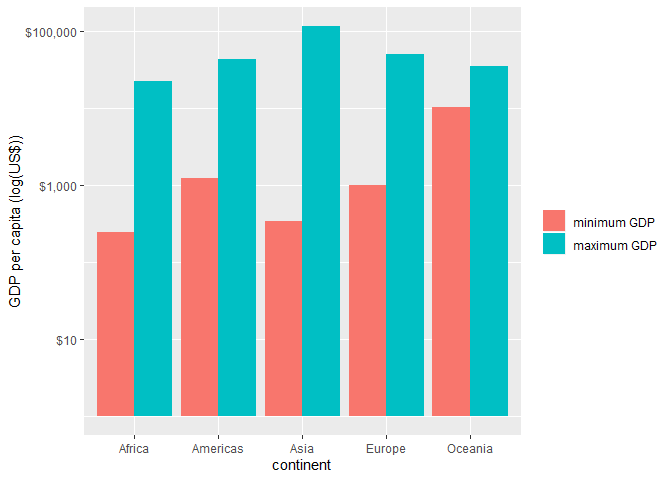 $100,000
$1,000
$10
GDP per capita (log(US$))
Africa
Americas
Asia
Europe
Oceania
continent
minimum GDP
maximum GDP